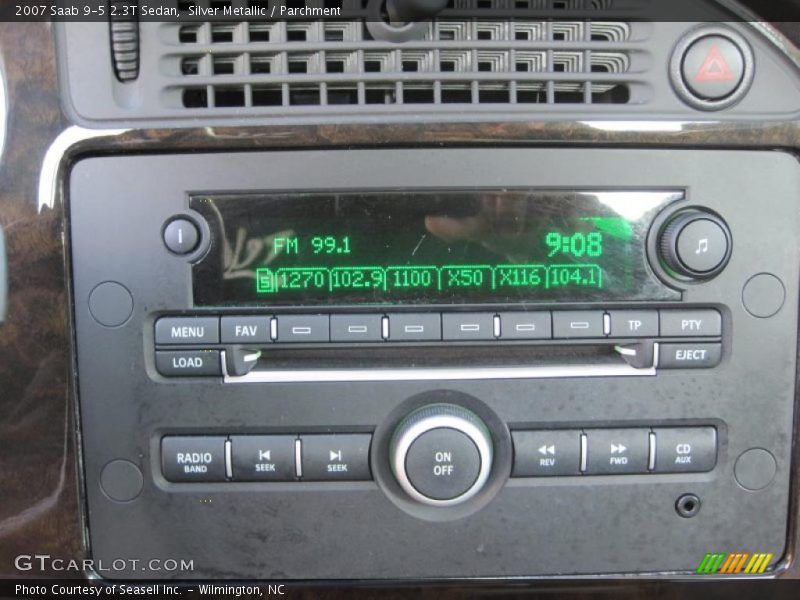 2007 Saab 9-5 2.3T Sedan, Silver Metallic / Parchment
i
FM 99.1 9:08
5 1270 102.9 1100 X50 X116 104.1
MENU FAV TP PTY
LOAD EJECT
RADIO BAND SEEK SEEK ON OFF REV FWD CD AUX
GTCARLOT.COM
Photo Courtesy of Seasell Inc. - Wilmington, NC